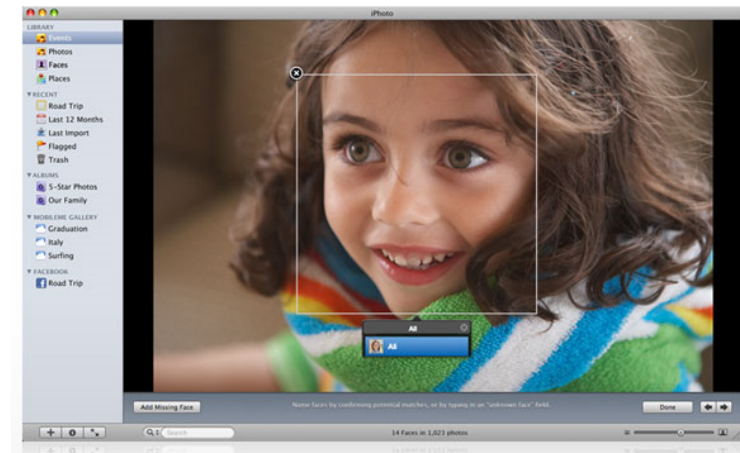 iPhoto
LIBRARY
Events
Photos
Faces
Places
RECENT
Road Trip
Last 12 Months
Last Import
Flagged
Trash
ALBUMS
5-Star Photos
Our Family
MOBILEME GALLERY
Graduation
Italy
Surfing
FACEBOOK
Road Trip
All
All
Add Missing Face
Name faces by confirming potential matches, or by typing in an "unknown face" field.
Done
Search
14 Faces in 1,023 photos